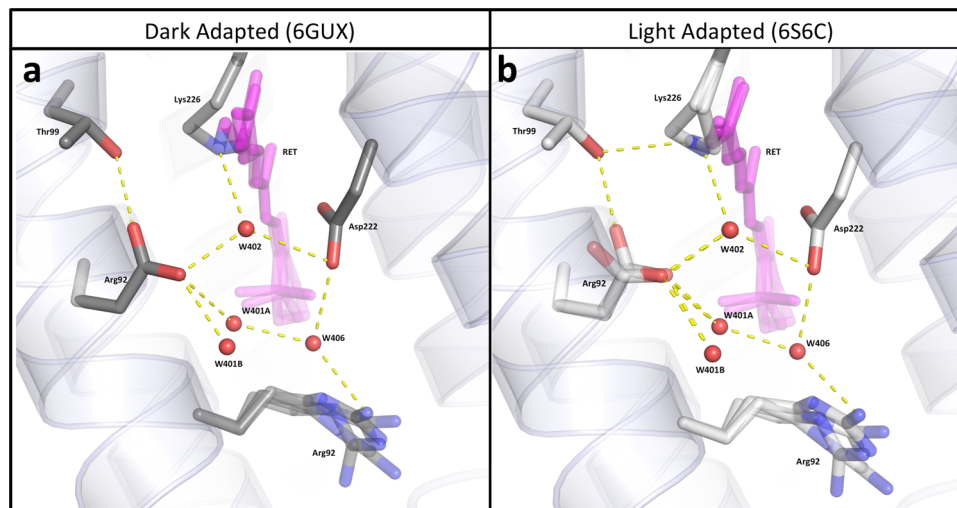 Dark Adapted (6GUX)
Light Adapted (6S6C)
a
Lys226
Thr99
RET
Asp222
W402
Arg92
W401A
W406
W401B
Arg92
b
Lys226
Thr99
RET
Asp222
W402
Arg92
W401A
W406
W401B
Arg92